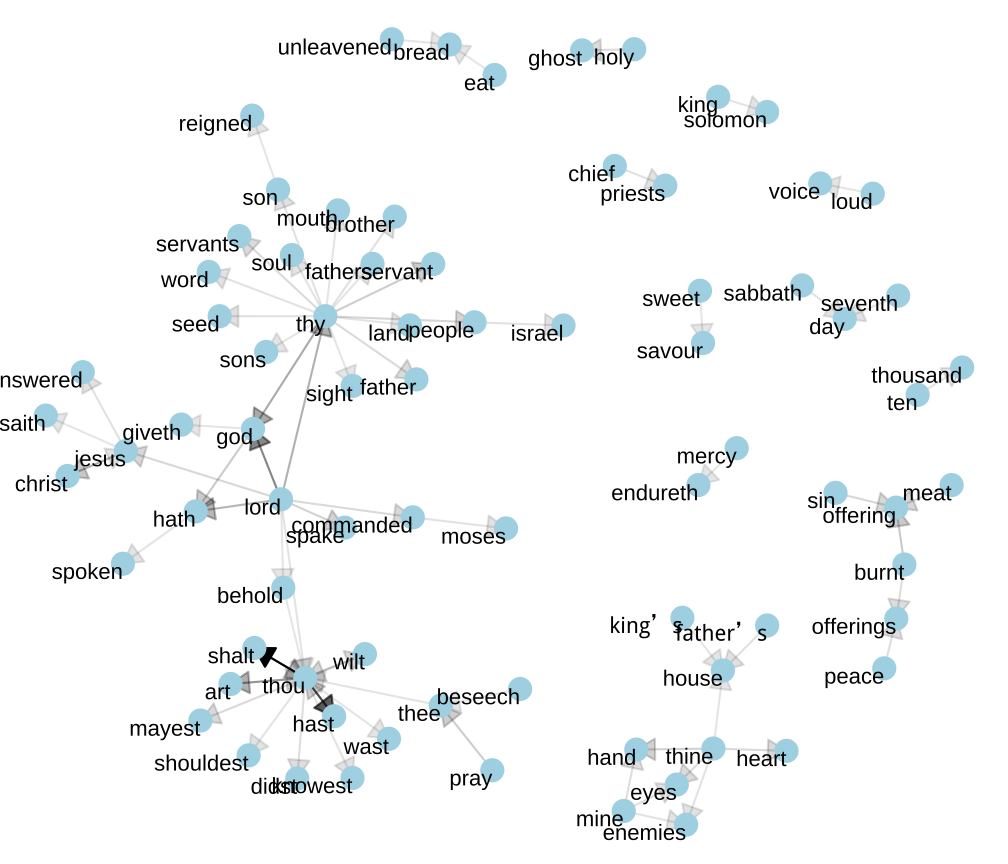 unleavened
bread
eat
ghost
holy
king
solomon
reigned
chief
priests
voice
loud
son
mouth
brother
servants
soul
fathers
servant
word
sweet
sabbath
seventh
day
seed
thy
land
people
israel
sons
savour
sight
father
thousand
ten
nswered
saith
giveth
god
jesus
christ
mercy
endureth
hath
lord
commanded
spake
moses
sin
meat
offering
spoken
burnt
behold
king’s
father’s
offerings
shalt
wilt
art
thou
house
peace
beseech
thee
hast
mayest
wast
shouldest
didst
knowest
pray
hand
thine
heart
eyes
mine
enemies